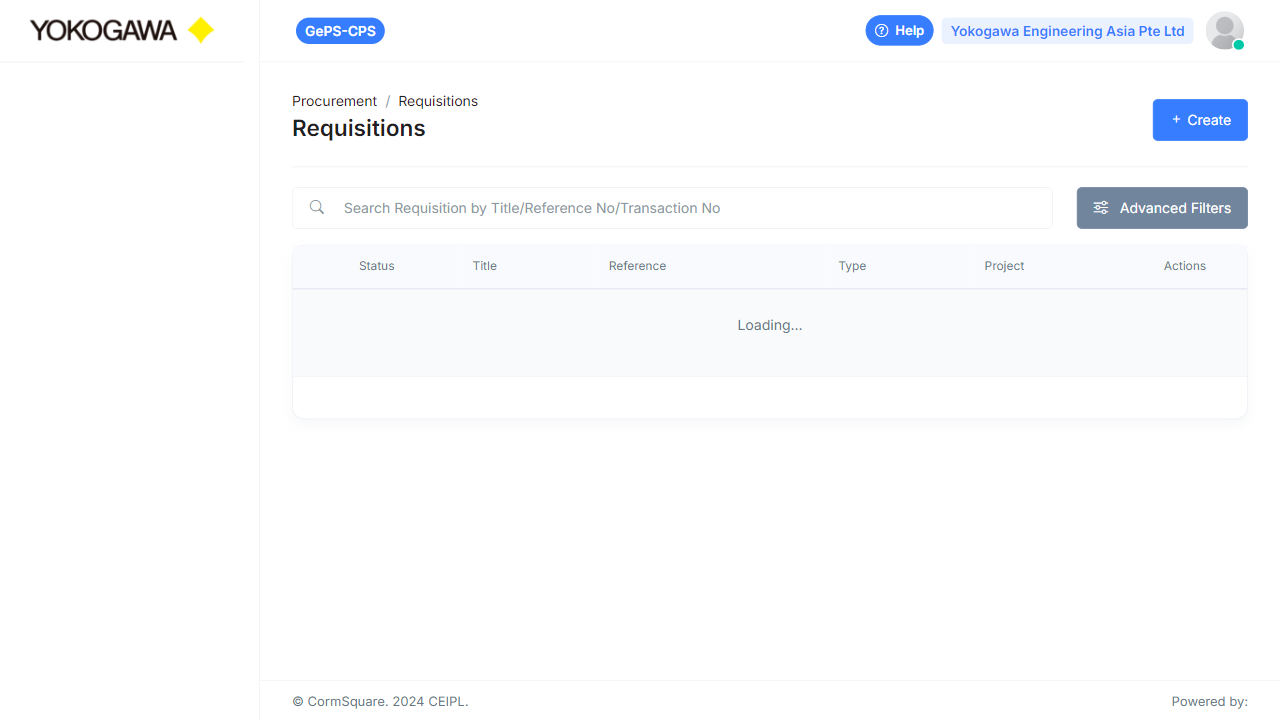 YOKOGAWA
GePS-CPS
Help
Yokogawa Engineering Asia Pte Ltd
Procurement / Requisitions
Requisitions
+ Create
Search Requisition by Title/Reference No/Transaction No
Advanced Filters
Status Title Reference Type Project Actions
Loading...
© CormSquare. 2024 CEIPL.
Powered by: